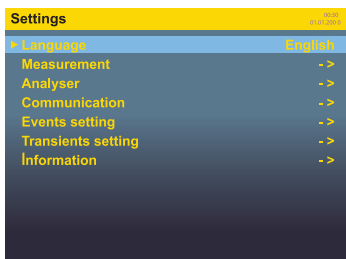 Settings
00:30
01.01.2000
Language English
Measurement - >
Analyser - >
Communication - >
Events setting - >
Transients setting - >
Information - >